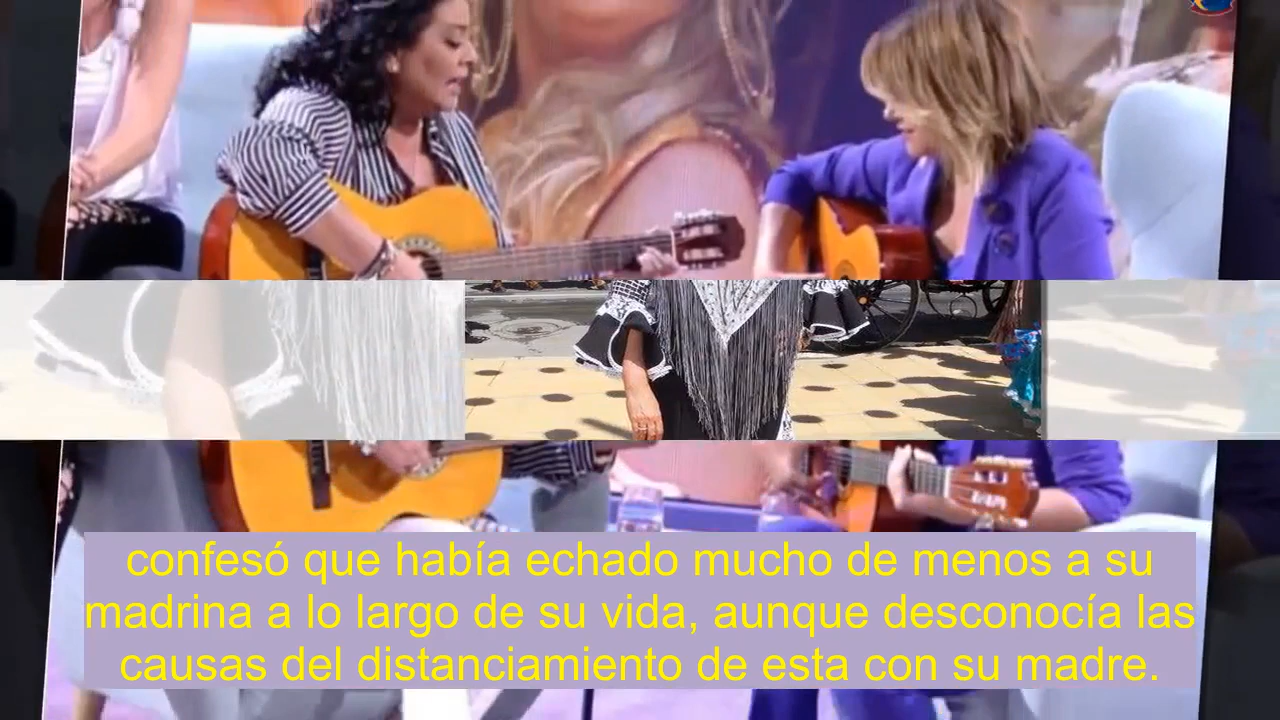 confesó que había echado mucho de menos a su
madrina a lo largo de su vida, aunque desconocía las
causas del distanciamiento de esta con su madre.